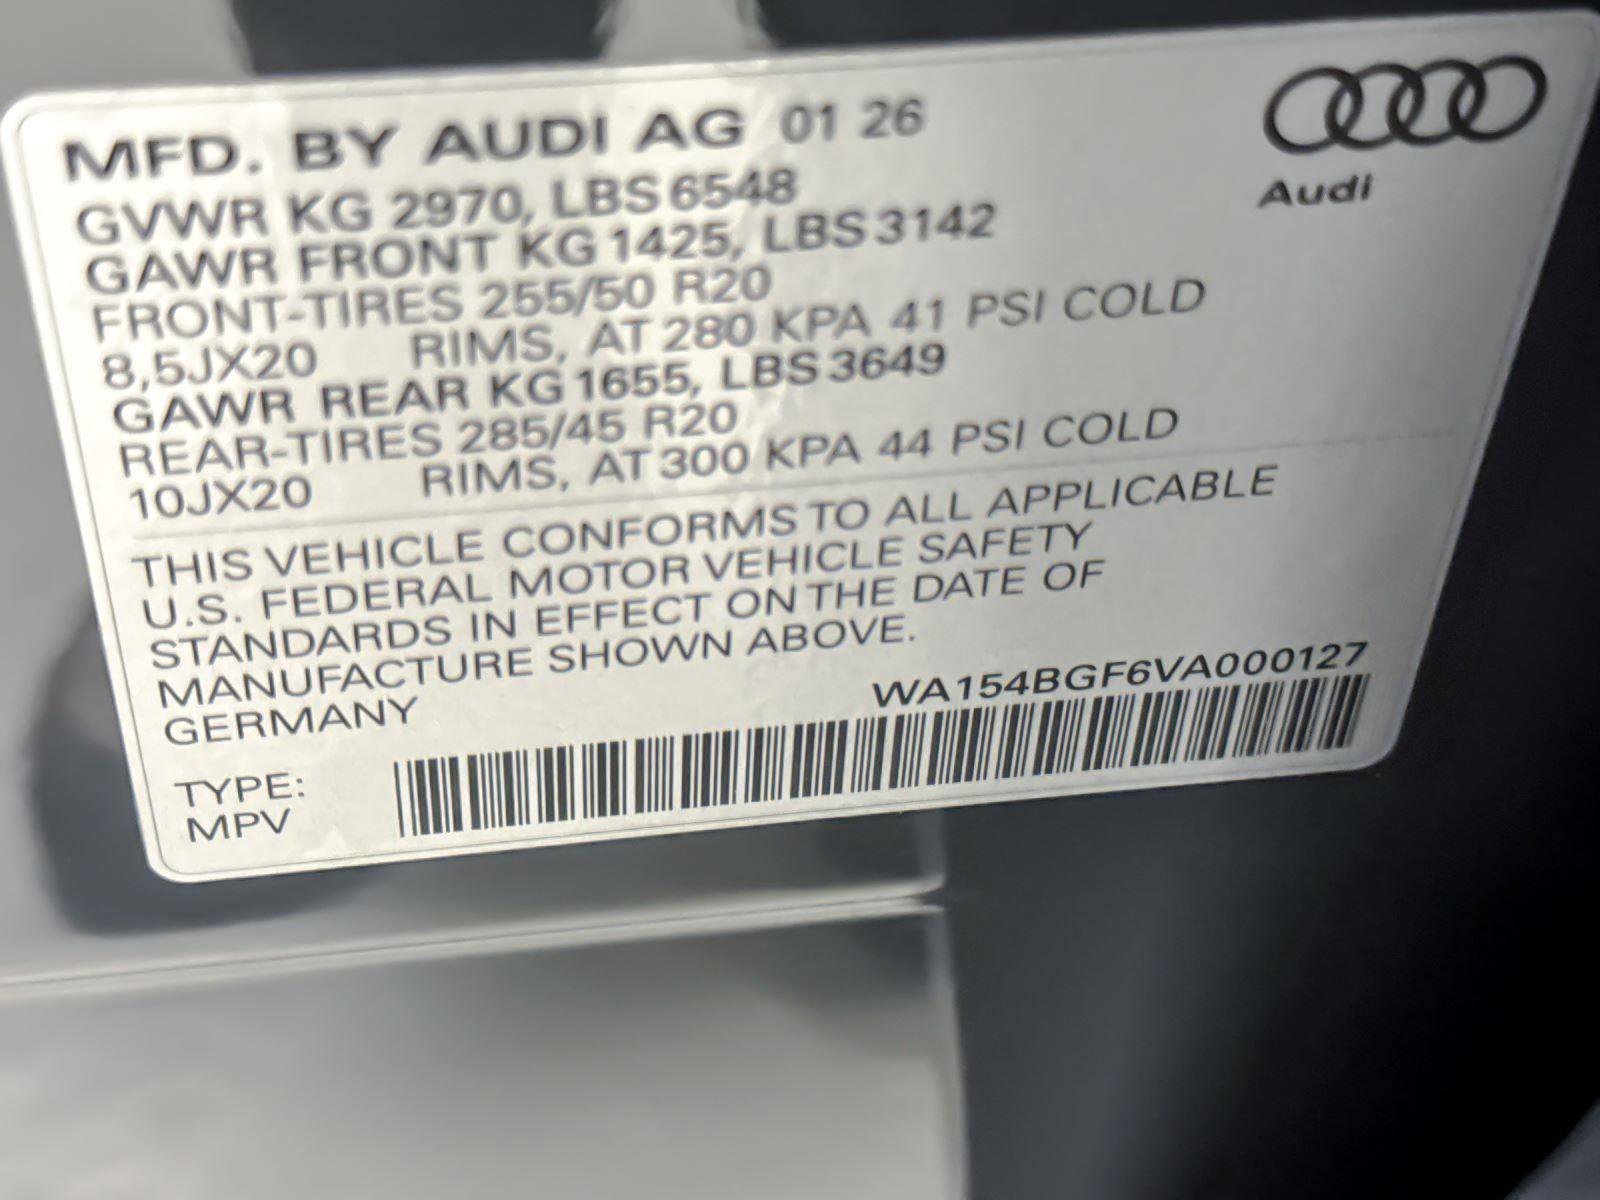 MFD. BY AUDI AG 01 26
GVWR KG 2970, LBS 6548
GAWR FRONT KG 1425, LBS 3142
FRONT-TIRES 255/50 R20
8,5JX20 RIMS, AT 280 KPA 41 PSI COLD
GAWR REAR KG 1655, LBS 3649
REAR-TIRES 285/45 R20
10JX20 RIMS, AT 300 KPA 44 PSI COLD
THIS VEHICLE CONFORMS TO ALL APPLICABLE
U.S. FEDERAL MOTOR VEHICLE SAFETY
STANDARDS IN EFFECT ON THE DATE OF
MANUFACTURE SHOWN ABOVE.
GERMANY
WA154BGF6VA000127
TYPE:
MPV
Audi